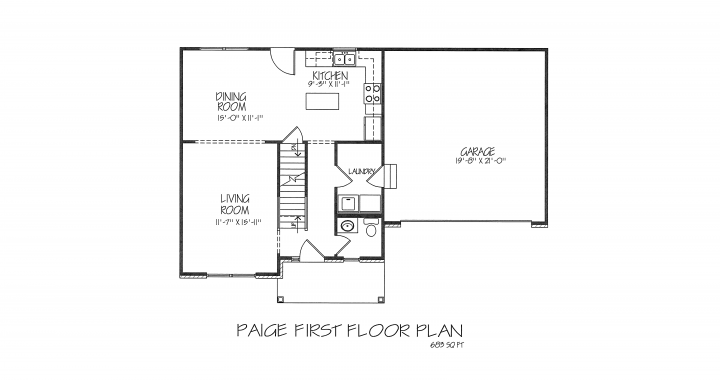 KITCHEN
9'-5" X 11'-1"
DINING
ROOM
15'-0" X 11'-1"
GARAGE
19'-8" X 21'-0"
LAUNDRY
LIVING
ROOM
11'-7" X 15'-11"
PAIGE FIRST FLOOR PLAN
683 SQ FT